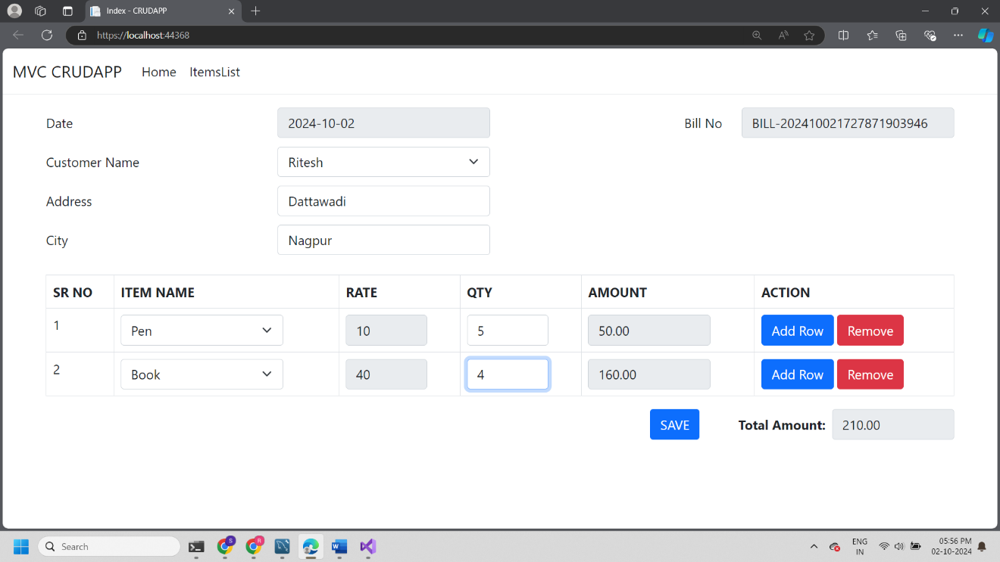 Index - CRUDAPP
https://localhost:44368
MVC CRUDAPP Home ItemsList
Date 2024-10-02 Bill No BILL-202410021727871903946
Customer Name Ritesh
Address Dattawadi
City Nagpur
SR NO ITEM NAME RATE QTY AMOUNT ACTION
1 Pen 10 5 50.00 Add Row Remove
2 Book 40 4 160.00 Add Row Remove
SAVE Total Amount: 210.00
Search S R W ENG IN 05:56 PM 02-10-2024